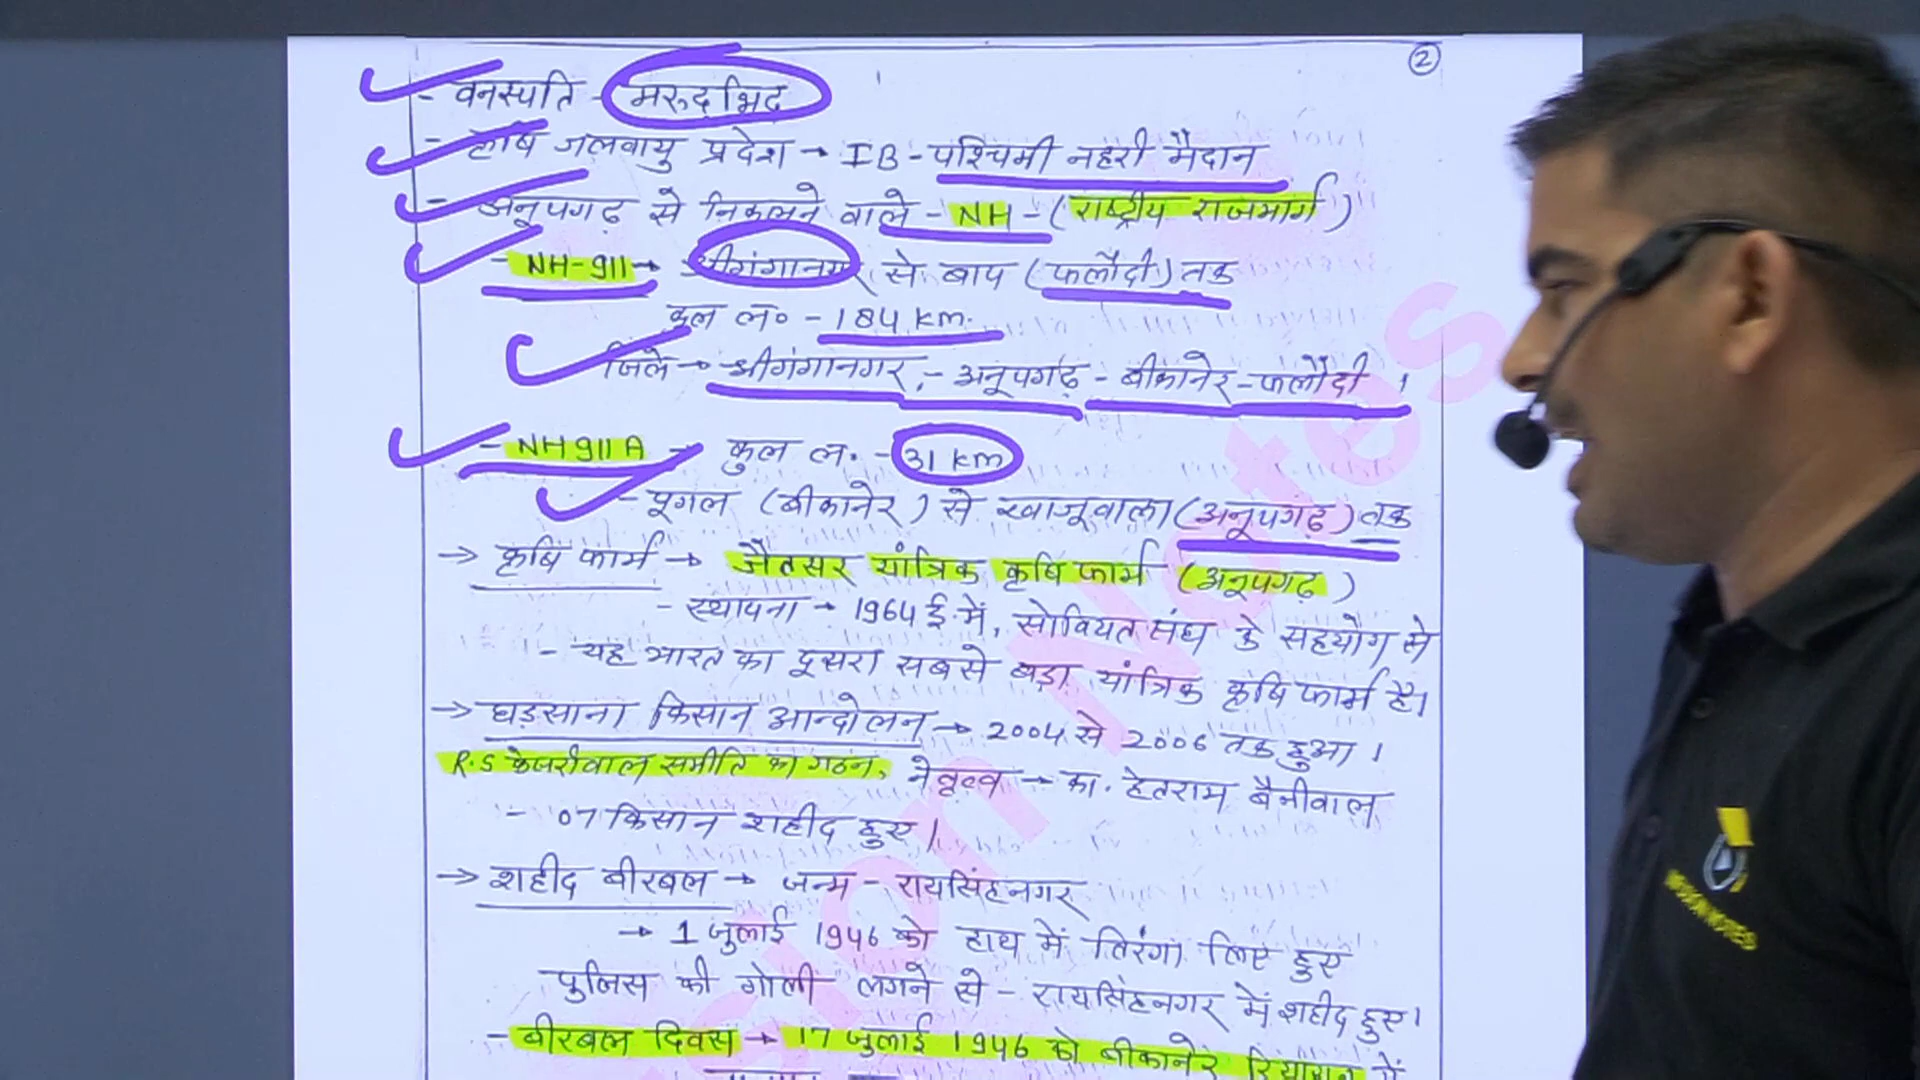 ②
- वनस्पति - मरुदभिद
- कृषि जलवायु प्रदेश → IB - पश्चिमी नहरी मैदान
- अनूपगढ़ से निकलने वाले - NH - (राष्ट्रीय राजमार्ग)
- NH-911 → श्रीगंगानगर से बाप (फलौदी) तक
कुल ल० - 184 km.
जिले → श्रीगंगानगर, - अनूपगढ़ - बीकानेर - फलौदी ।
- NH 911 A - कुल ल. - 31 km
- पूगल (बीकानेर) से खाजूवाला (अनूपगढ़) तक
→ कृषि फार्म → जैतसर यांत्रिक कृषि फार्म (अनूपगढ़)
- स्थापना → 1964 ई में, सोवियत संघ के सहयोग से
- यह भारत का दूसरा सबसे बड़ा यांत्रिक कृषि फार्म है।
→ घड़साना किसान आन्दोलन → 2004 से 2006 तक हुआ ।
R.S केजरीवाल समीति का गठन, नेतृत्व → का. हेतराम बैनीवाल
- 07 किसान शहीद हुए ।
→ शहीद बीरबल → जन्म - रायसिंहनगर
→ 1 जुलाई 1946 को हाथ में तिरंगा लिए हुए
पुलिस की गोली लगने से - रायसिंहनगर में शहीद हुए।
- बीरबल दिवस → 17 जुलाई 1946 को बीकानेर रियासत में
Notes